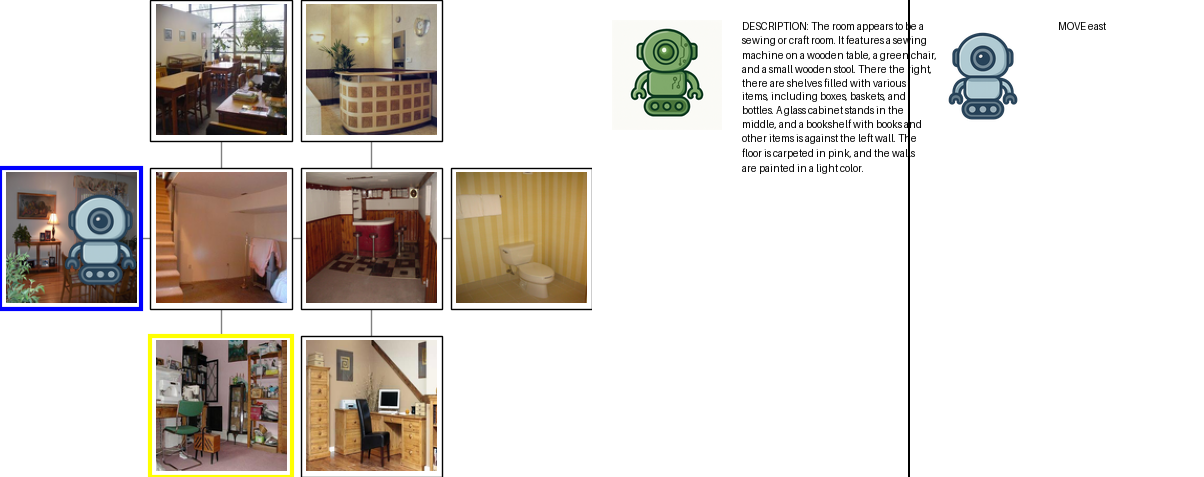 DESCRIPTION: The room appears to be a
sewing or craft room. It features a sewing
machine on a wooden table, a green chair,
and a small wooden stool. There the right,
there are shelves filled with various
items, including boxes, baskets, and
bottles. A glass cabinet stands in the
middle, and a bookshelf with books and
other items is against the left wall. The
floor is carpeted in pink, and the walls
are painted in a light color.
MOVE east